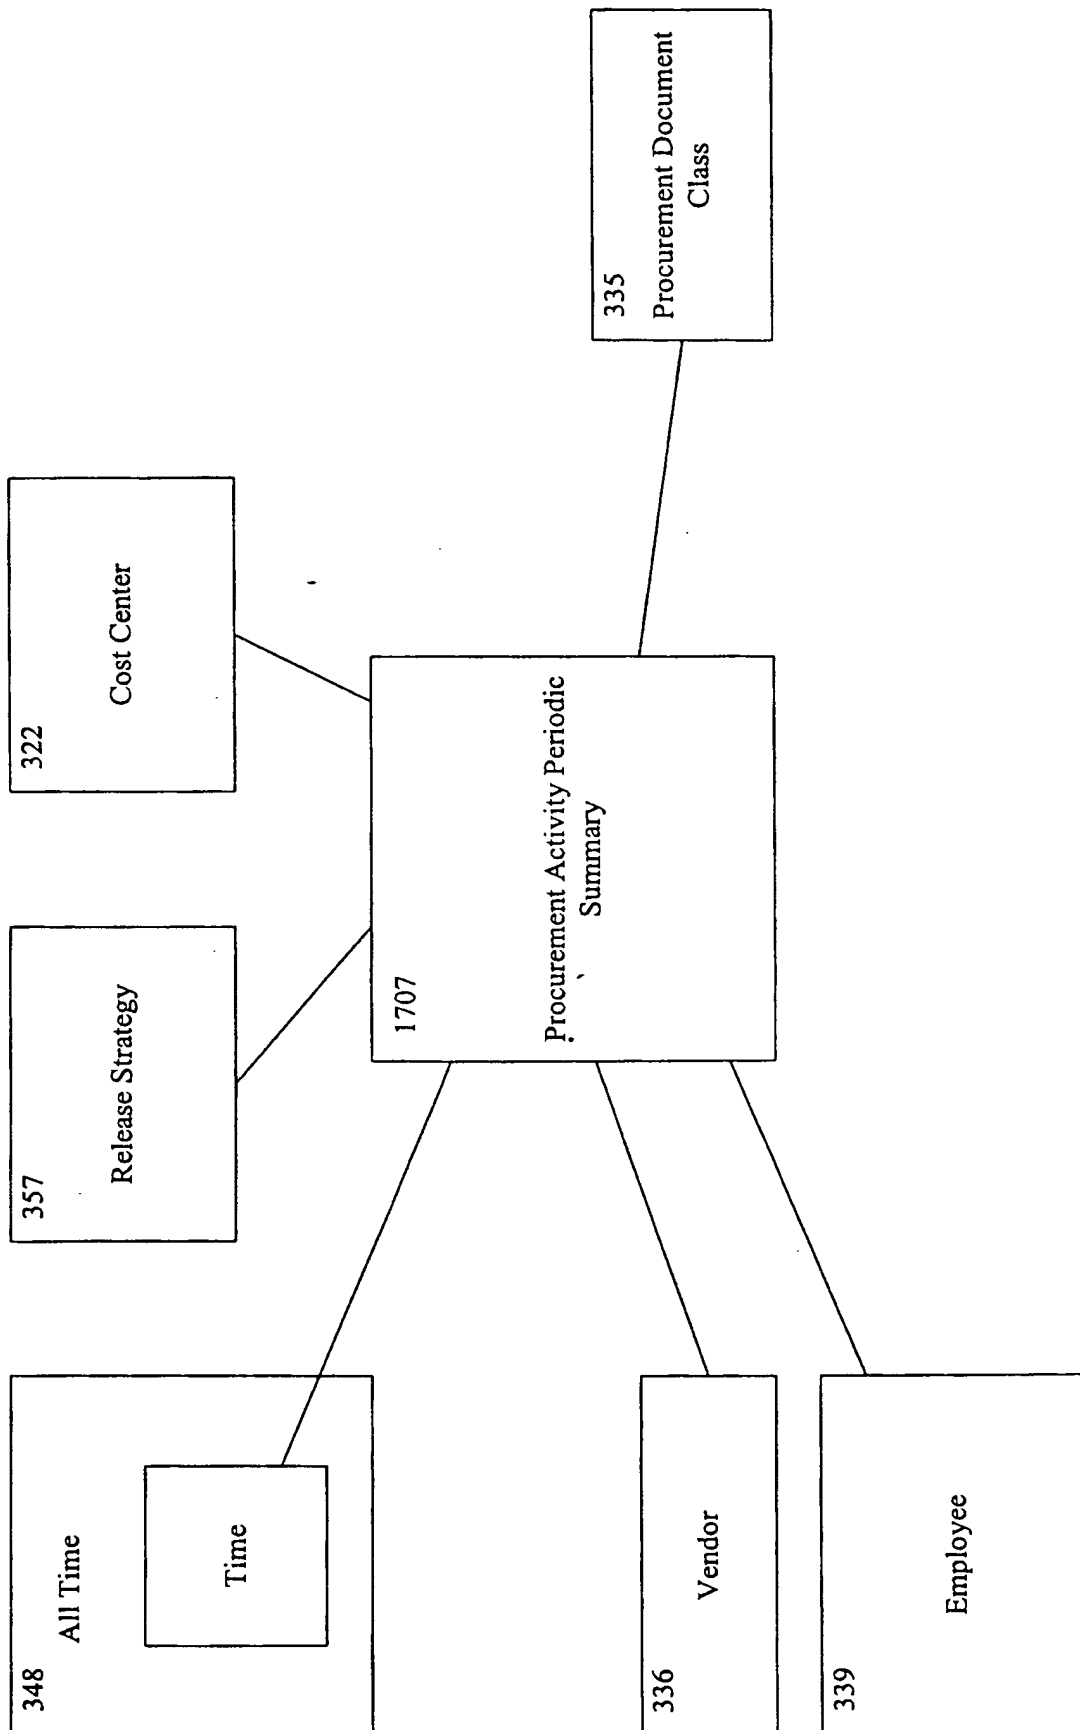 348
All Time
Time
357
Release Strategy
322
Cost Center
1707
Procurement Activity Periodic
Summary
335
Procurement Document
Class
336
Vendor
339
Employee